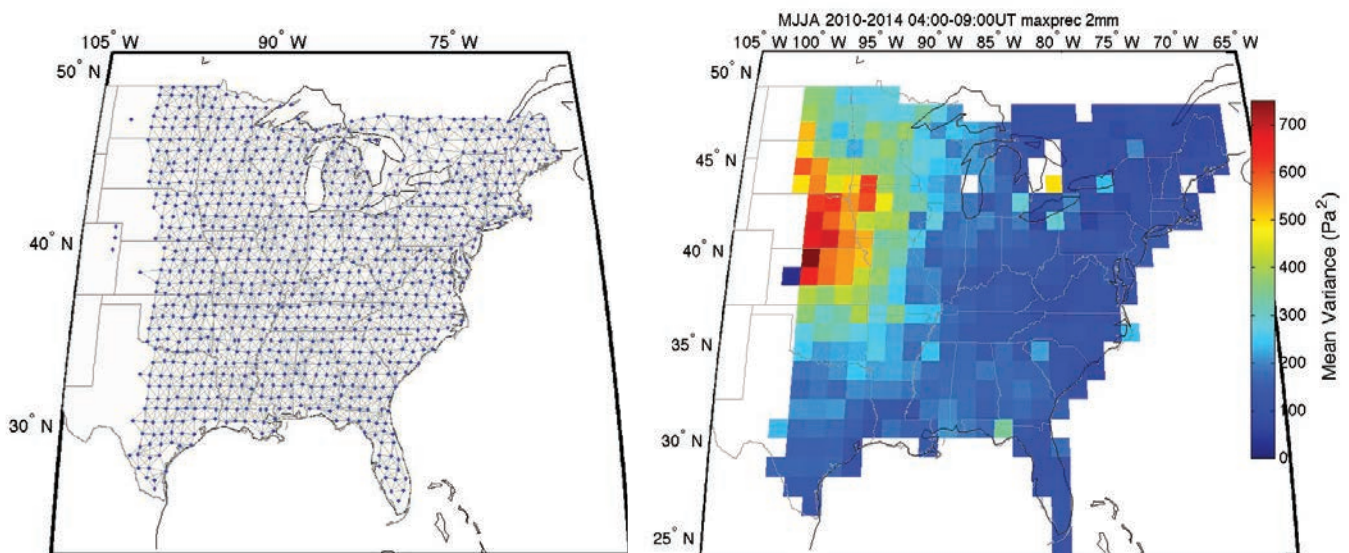 105° W
90° W
75° W
50° N
40° N
30° N
MJJA 2010-2014 04:00-09:00UT maxprec 2mm
105° W 100° W 95° W 90° W 85° W 80° W 75° W 70° W 65° W
50° N
45° N
40° N
35° N
30° N
25° N
700
600
500
400
300
200
100
0
Mean Variance (Pa²)